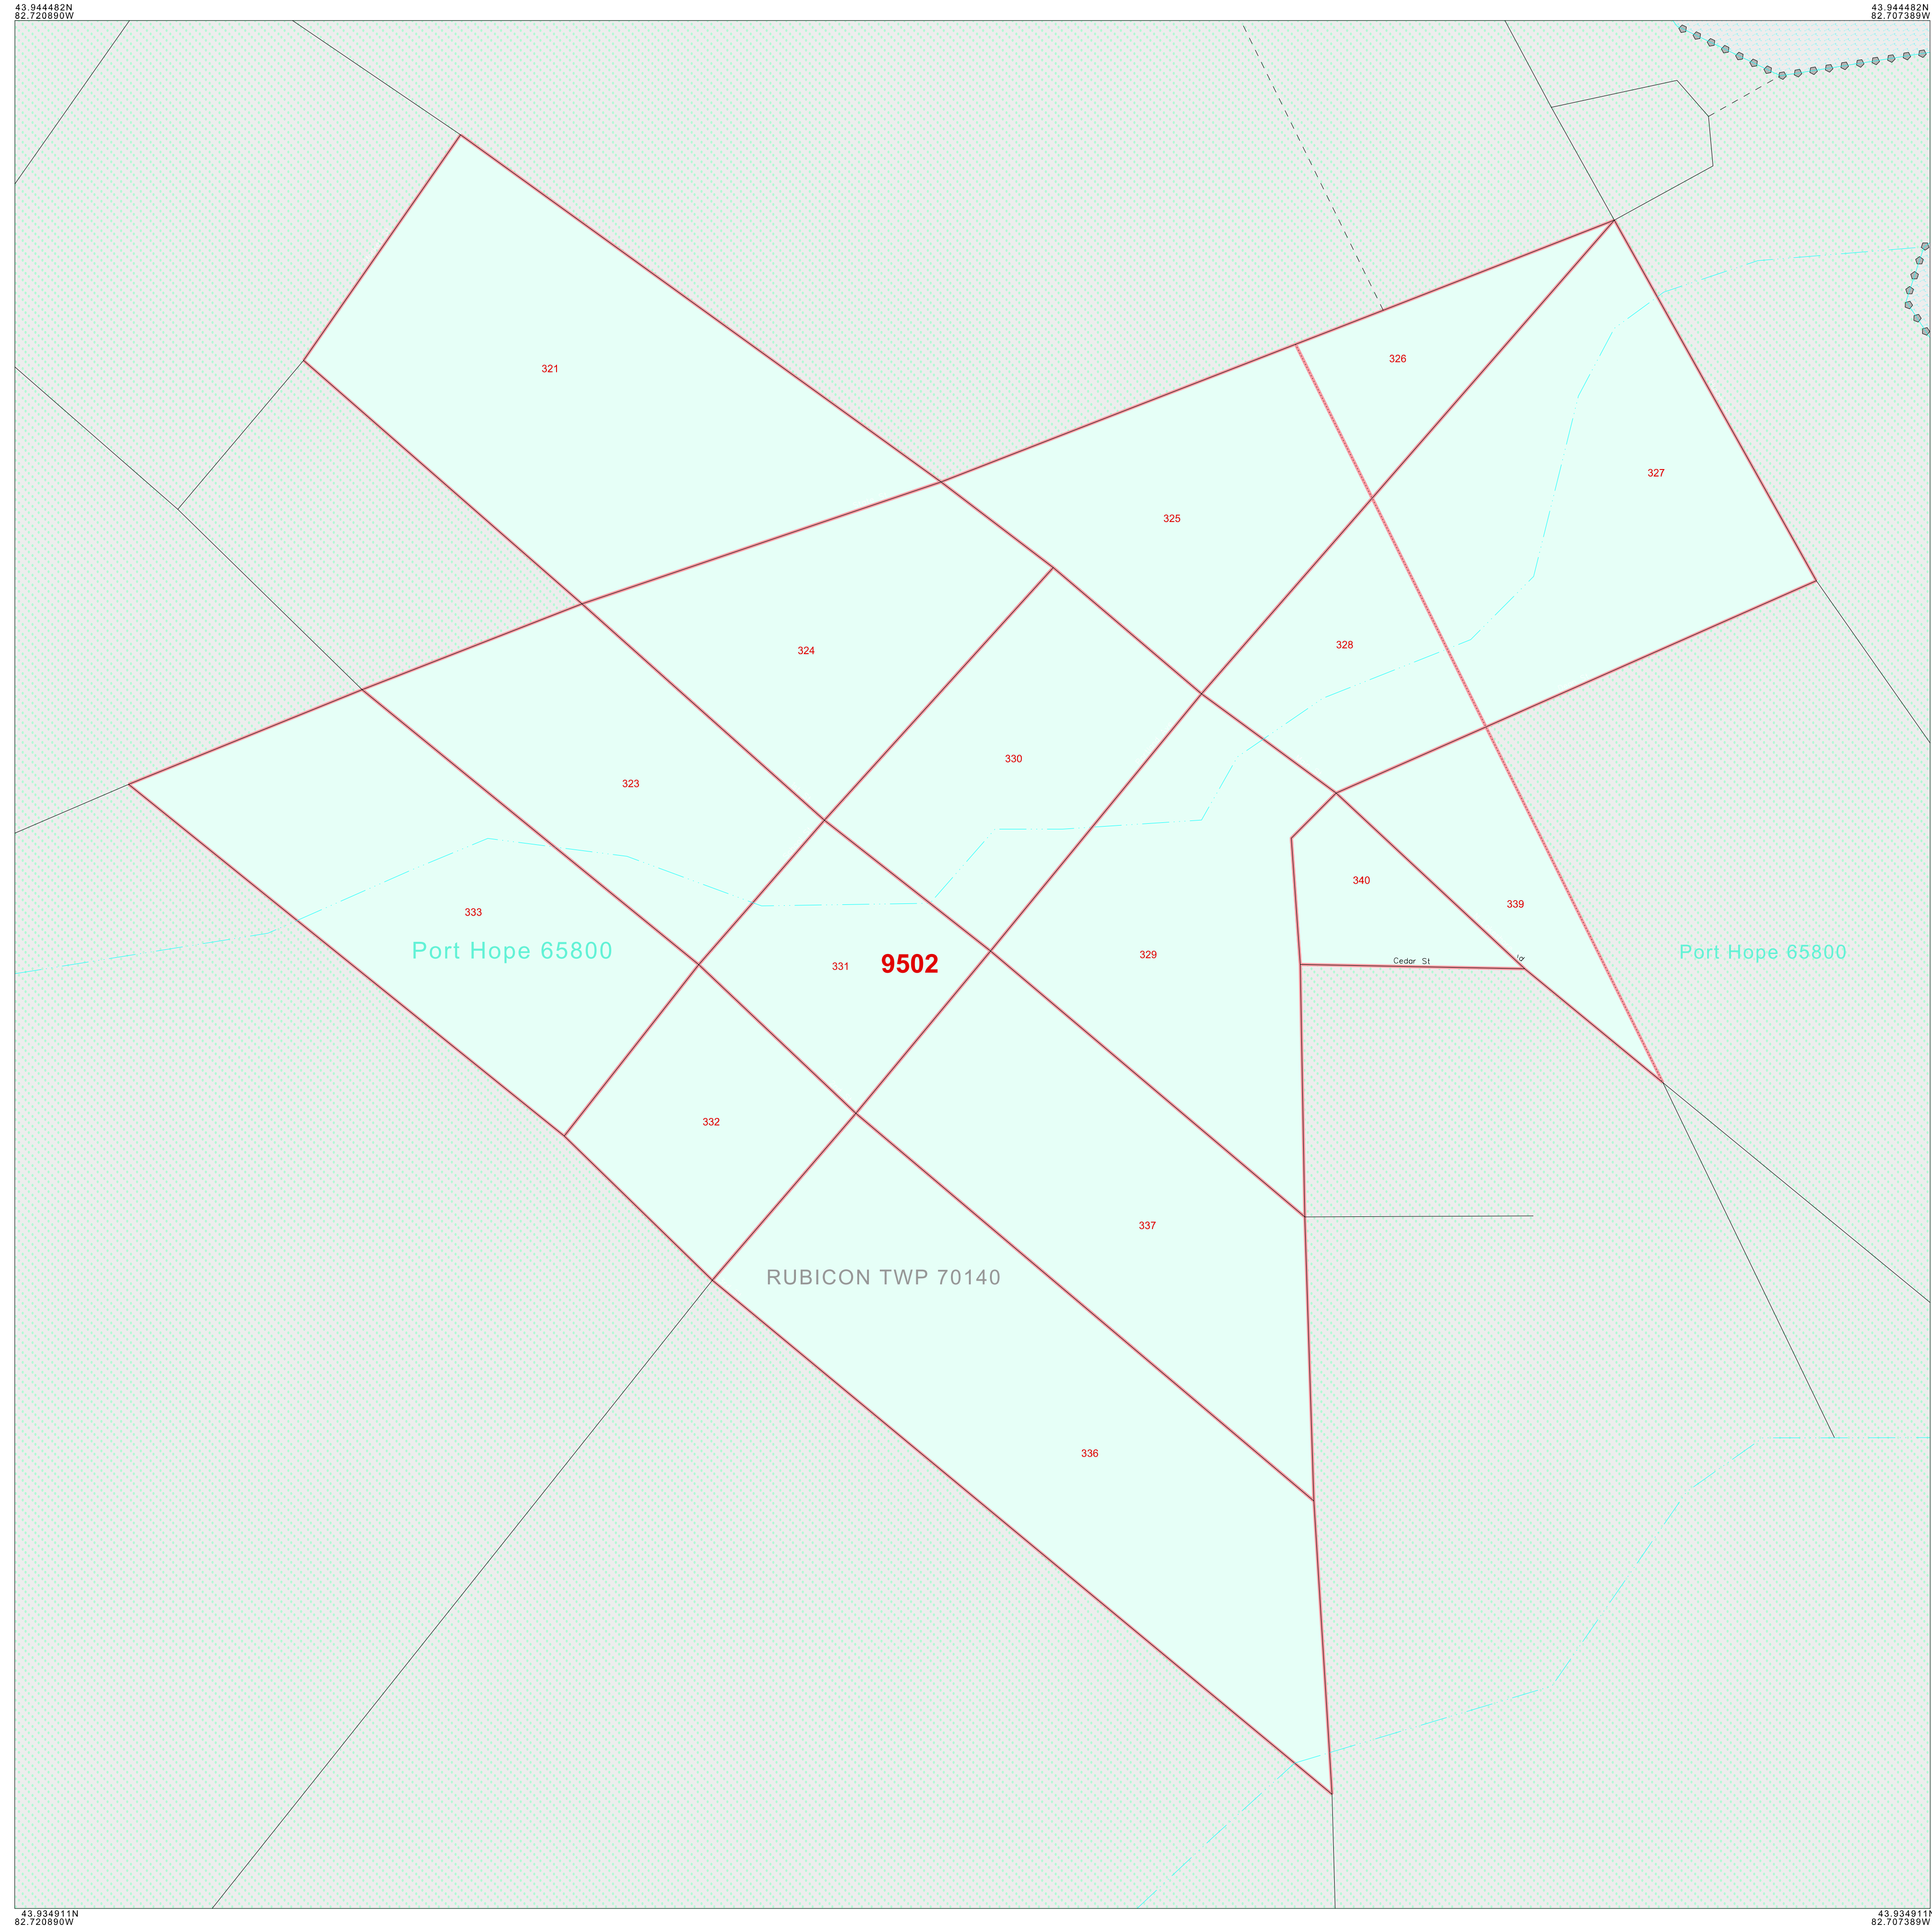 43.944482N
82.720890W
43.944482N
82.707389W
326
321
327
325
328
324
330
323
340
339
333
Port Hope 65800
Port Hope 65800
329
Cedar St
331
9502
332
337
RUBICON TWP 70140
336
43.934911N
82.720890W
43.934911N
82.707389W